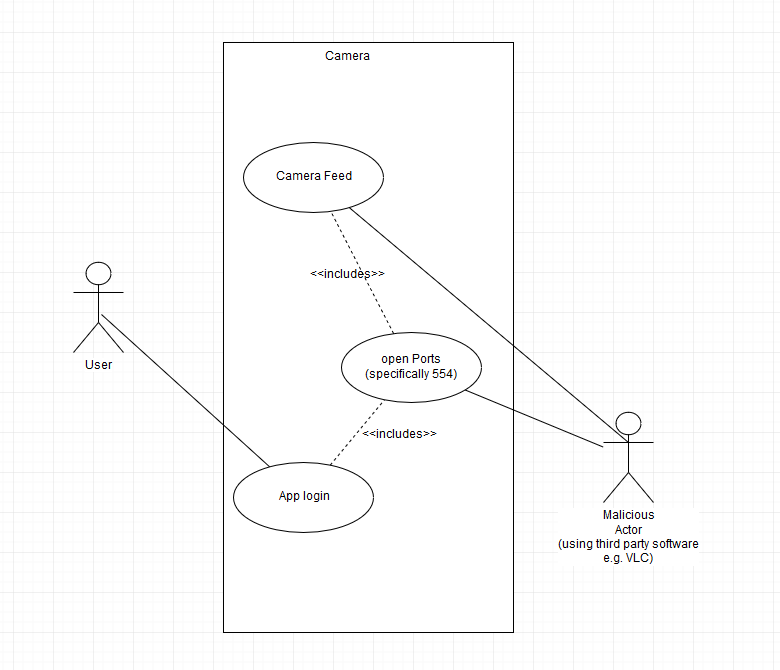 Camera
Camera Feed
<<includes>>
open Ports
(specifically 554)
<<includes>>
App login
User
Malicious
Actor
(using third party software
e.g. VLC)